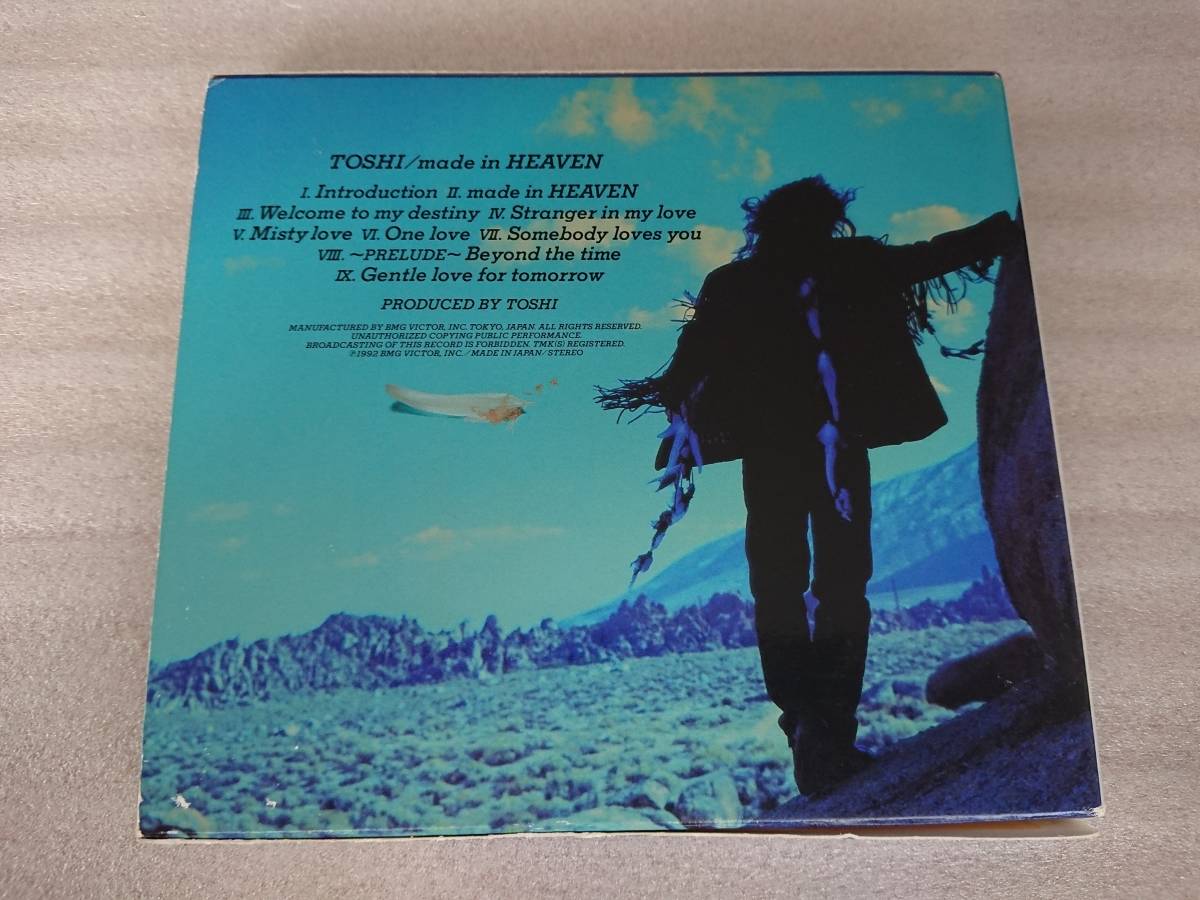 TOSHI/made in HEAVEN
I. Introduction II. made in HEAVEN
III. Welcome to my destiny IV. Stranger in my love
V. Misty love VI. One love VII. Somebody loves you
VIII. ~PRELUDE~ Beyond the time
IX. Gentle love for tomorrow
PRODUCED BY TOSHI
MANUFACTURED BY BMG VICTOR, INC. TOKYO, JAPAN. ALL RIGHTS RESERVED.
UNAUTHORIZED COPYING PUBLIC PERFORMANCE.
BROADCASTING OF THIS RECORD IS FORBIDDEN. TMK(S) REGISTERED.
℗1992 BMG VICTOR, INC./MADE IN JAPAN/STEREO